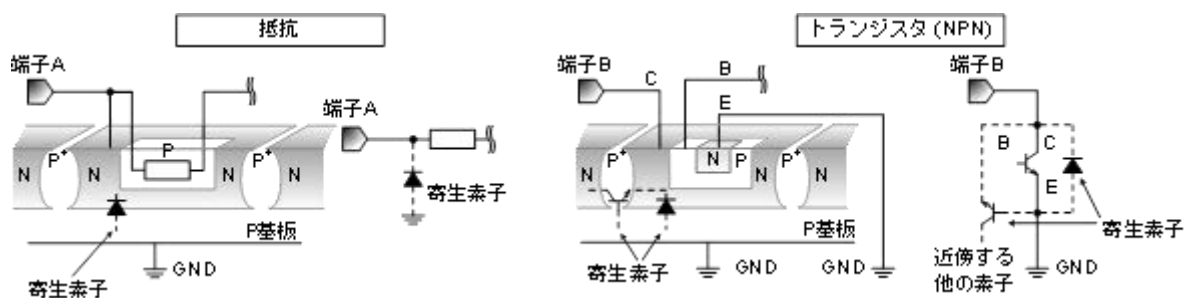 抵抗
端子A
P
P+
P+
N
N
N
N
寄生素子
P基板
GND
端子A
寄生素子
トランジスタ (NPN)
端子B
C
B
E
P+
N
P
P+
N
N
N
N
P基板
寄生素子
GND
GND
端子B
B
C
E
寄生素子
近傍する
他の素子